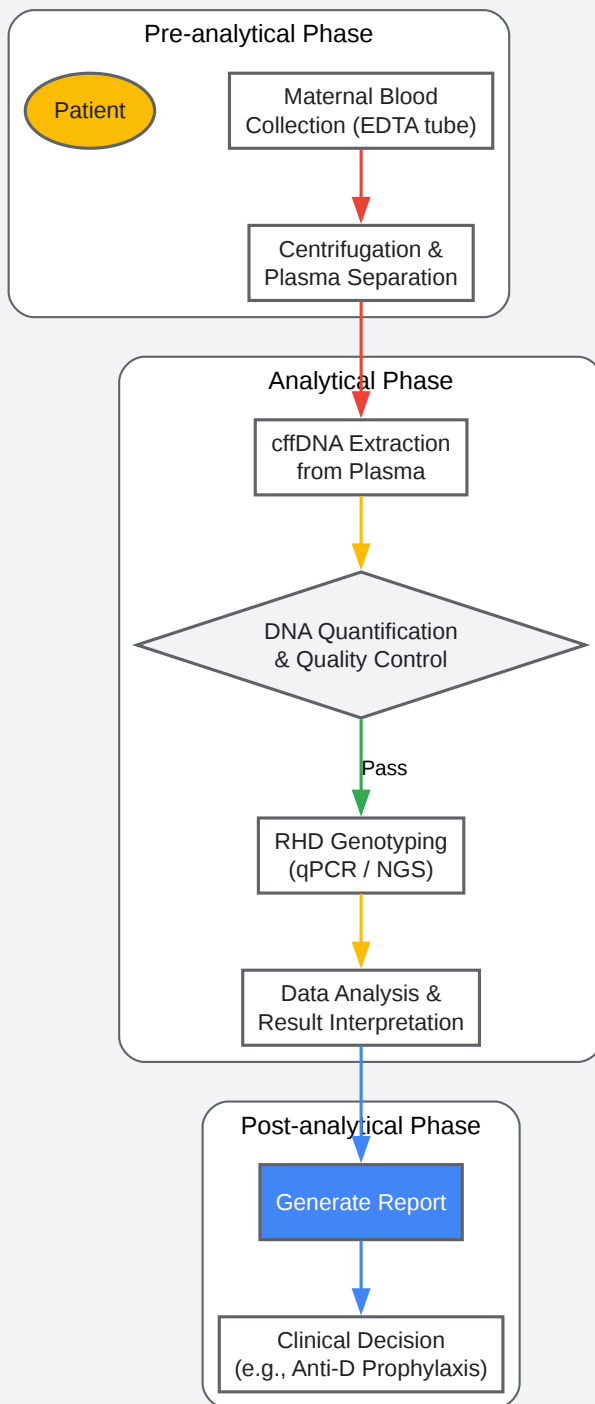 Pre-analytical Phase
Patient
Maternal Blood
Collection (EDTA tube)
Centrifugation &
Plasma Separation
Analytical Phase
cffDNA Extraction
from Plasma
DNA Quantification
& Quality Control
Pass
RHD Genotyping
(qPCR / NGS)
Data Analysis &
Result Interpretation
Post-analytical Phase
Generate Report
Clinical Decision
(e.g., Anti-D Prophylaxis)